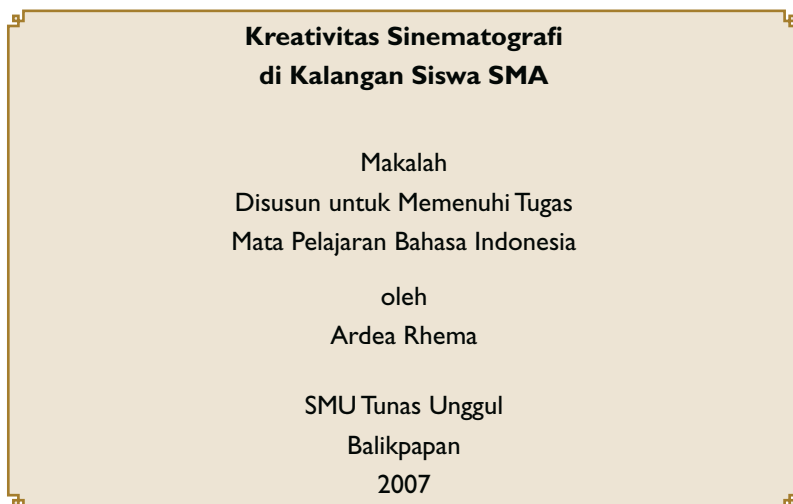 Kreativitas Sinematografi
di Kalangan Siswa SMA
Makalah
Disusun untuk Memenuhi Tugas
Mata Pelajaran Bahasa Indonesia
oleh
Ardea Rhema
SMU Tunas Unggul
Balikpapan
2007